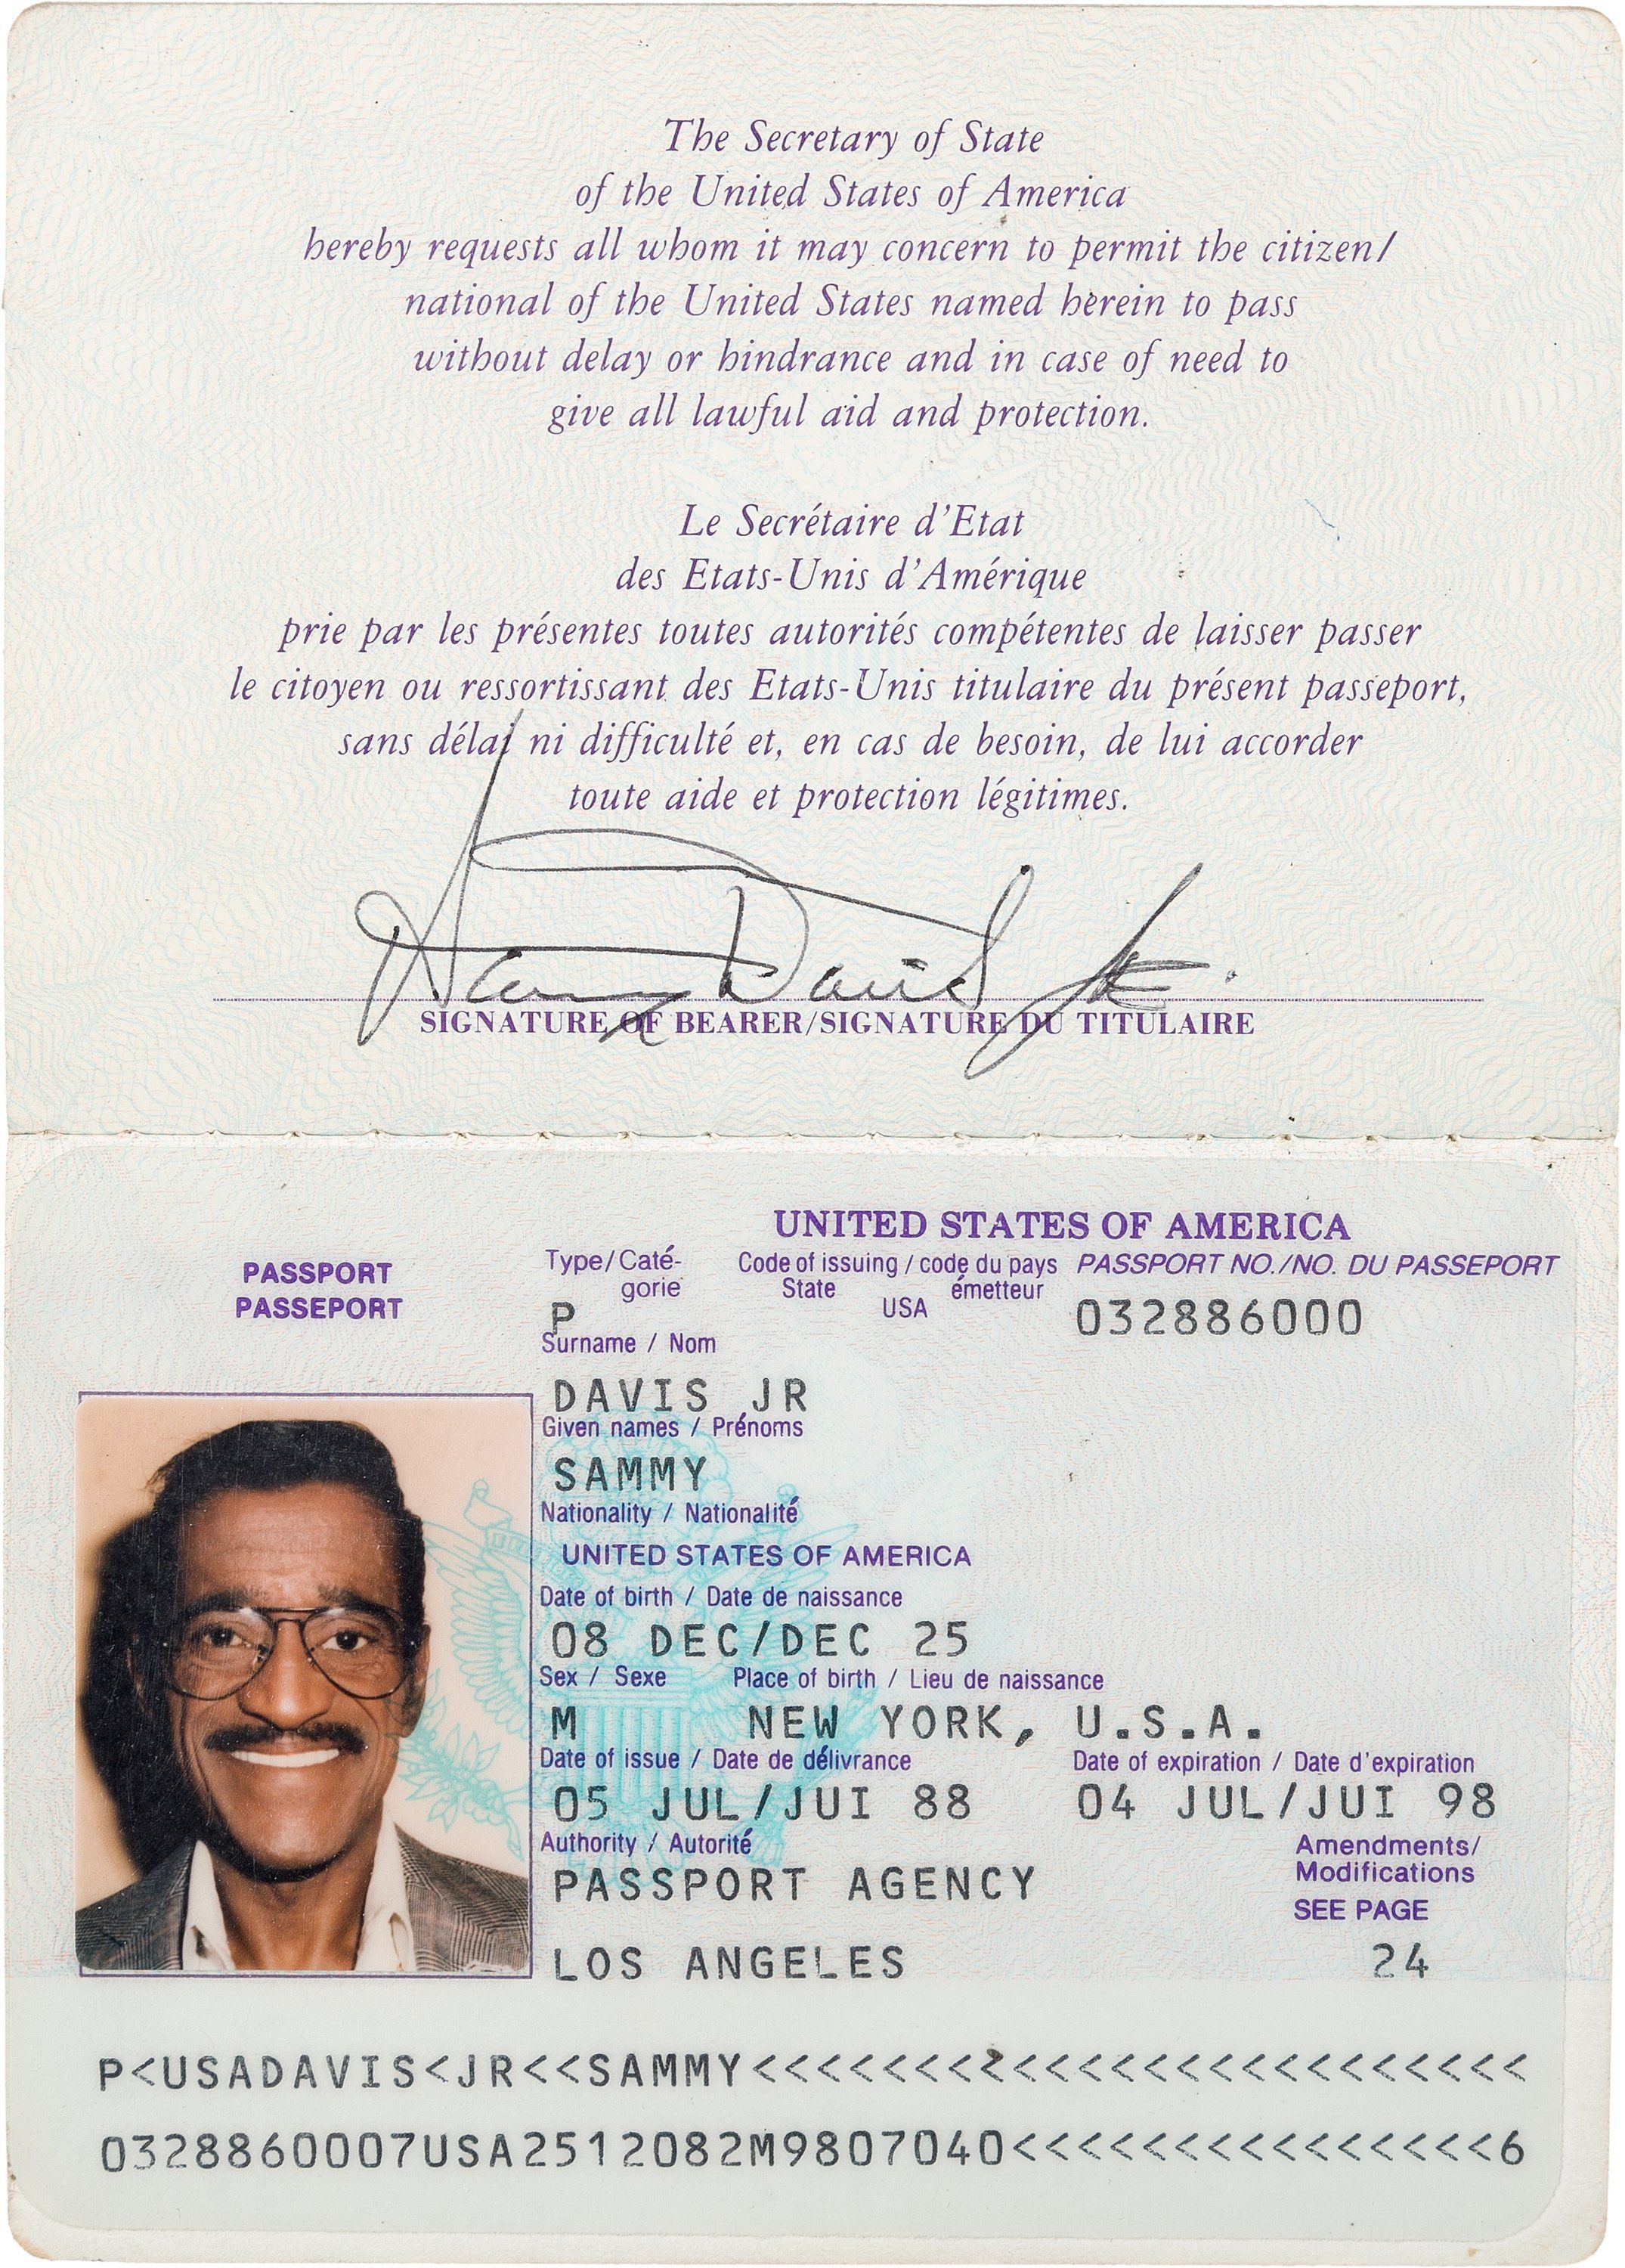 The Secretary of State
of the United States of America
hereby requests all whom it may concern to permit the citizen/
national of the United States named herein to pass
without delay or hindrance and in case of need to
give all lawful aid and protection.
Le Secrétaire d'Etat
des Etats-Unis d'Amérique
prie par les présentes toutes autorités compétentes de laisser passer
le citoyen ou ressortissant des Etats-Unis titulaire du présent passeport,
sans délai ni difficulté et, en cas de besoin, de lui accorder
toute aide et protection légitimes.
Sammy Davis Jr.
SIGNATURE OF BEARER/SIGNATURE DU TITULAIRE
UNITED STATES OF AMERICA
PASSPORT
PASSEPORT
Type/Caté-
gorie
P
Code of issuing / code du pays
State émetteur
USA
PASSPORT NO./NO. DU PASSEPORT
032886000
Surname / Nom
DAVIS JR
Given names / Prénoms
SAMMY
Nationality / Nationalité
UNITED STATES OF AMERICA
Date of birth / Date de naissance
08 DEC/DEC 25
Sex / Sexe Place of birth / Lieu de naissance
M NEW YORK, U.S.A.
Date of issue / Date de délivrance Date of expiration / Date d'expiration
05 JUL/JUI 88 04 JUL/JUI 98
Authority / Autorité
PASSPORT AGENCY
LOS ANGELES
Amendments/
Modifications
SEE PAGE
24
P<USADAVIS<JR<<SAMMY<<<<<<<<<<<<<<<<<<<<<<<<
0328860007USA2512082M9807040<<<<<<<<<<<<<<<6